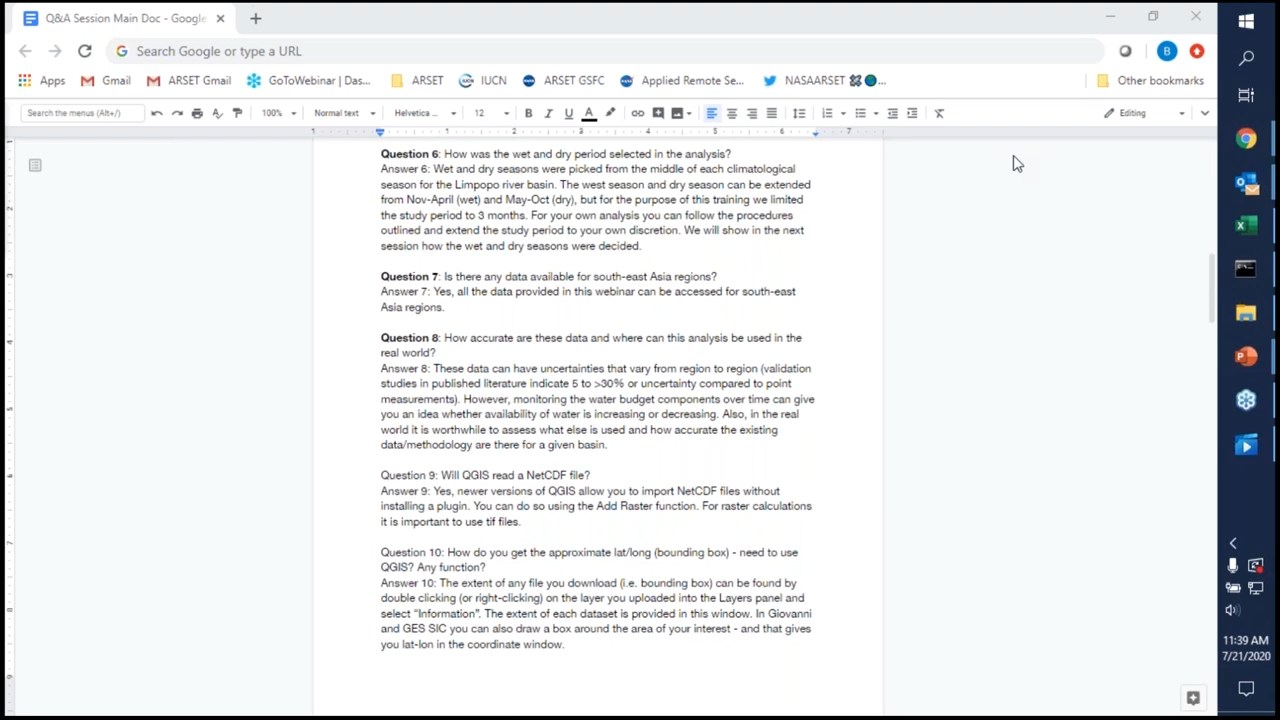 Q&A Session Main Doc - Google
Search Google or type a URL
Apps Gmail ARSET Gmail GoToWebinar | Das... ARSET IUCN ARSET GSFC Applied Remote Se... NASAARSET ... Other bookmarks
Search the menus (Alt+/) 100% Normal text Helvetica ... 12 B I U A Editing
1 1 2 3 4 5 6 7
Question 6: How was the wet and dry period selected in the analysis?
Answer 6: Wet and dry seasons were picked from the middle of each climatological
season for the Limpopo river basin. The west season and dry season can be extended
from Nov-April (wet) and May-Oct (dry), but for the purpose of this training we limited
the study period to 3 months. For your own analysis you can follow the procedures
outlined and extend the study period to your own discretion. We will show in the next
session how the wet and dry seasons were decided.
Question 7: Is there any data available for south-east Asia regions?
Answer 7: Yes, all the data provided in this webinar can be accessed for south-east
Asia regions.
Question 8: How accurate are these data and where can this analysis be used in the
real world?
Answer 8: These data can have uncertainties that vary from region to region (validation
studies in published literature indicate 5 to >30% or uncertainty compared to point
measurements). However, monitoring the water budget components over time can give
you an idea whether availability of water is increasing or decreasing. Also, in the real
world it is worthwhile to assess what else is used and how accurate the existing
data/methodology are there for a given basin.
Question 9: Will QGIS read a NetCDF file?
Answer 9: Yes, newer versions of QGIS allow you to import NetCDF files without
installing a plugin. You can do so using the Add Raster function. For raster calculations
it is important to use tif files.
Question 10: How do you get the approximate lat/long (bounding box) - need to use
QGIS? Any function?
Answer 10: The extent of any file you download (i.e. bounding box) can be found by
double clicking (or right-clicking) on the layer you uploaded into the Layers panel and
select "Information". The extent of each dataset is provided in this window. In Giovanni
and GES SIC you can also draw a box around the area of your interest - and that gives
you lat-lon in the coordinate window.
11:39 AM
7/21/2020